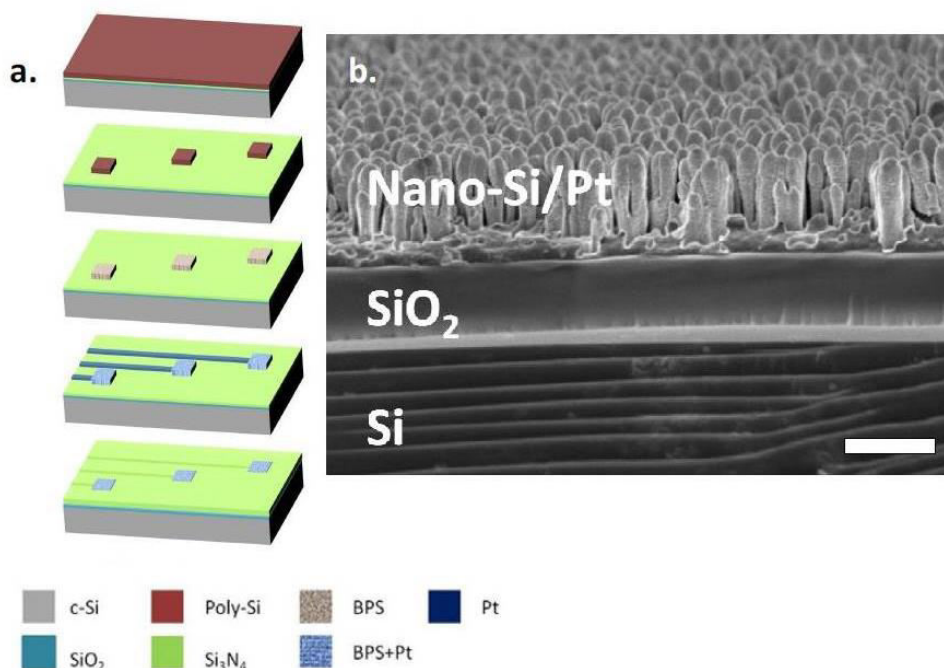 a.
b.
Nano-Si/Pt
SiO₂
Si
c-Si Poly-Si BPS Pt
SiO₂ Si₃N₄ BPS+Pt